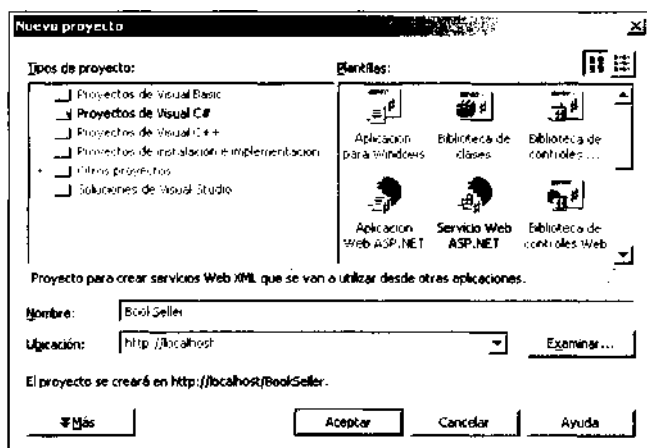 Nuevo proyecto
Tipos de proyecto:
Plantillas:
Proyectos de Visual Basic
Proyectos de Visual C#
Proyectos de Visual C++
Proyectos de instalación e implementación
Otros proyectos
Soluciones de Visual Studio
Aplicación para Windows
Biblioteca de clases
Biblioteca de controles ...
Aplicación Web ASP.NET
Servicio Web ASP.NET
Biblioteca de controles Web
Proyecto para crear servicios Web XML que se van a utilizar desde otras aplicaciones.
Nombre:
BookSeller
Ubicación:
http://localhost
Examinar...
El proyecto se creará en http://localhost/BookSeller.
Más
Aceptar
Cancelar
Ayuda